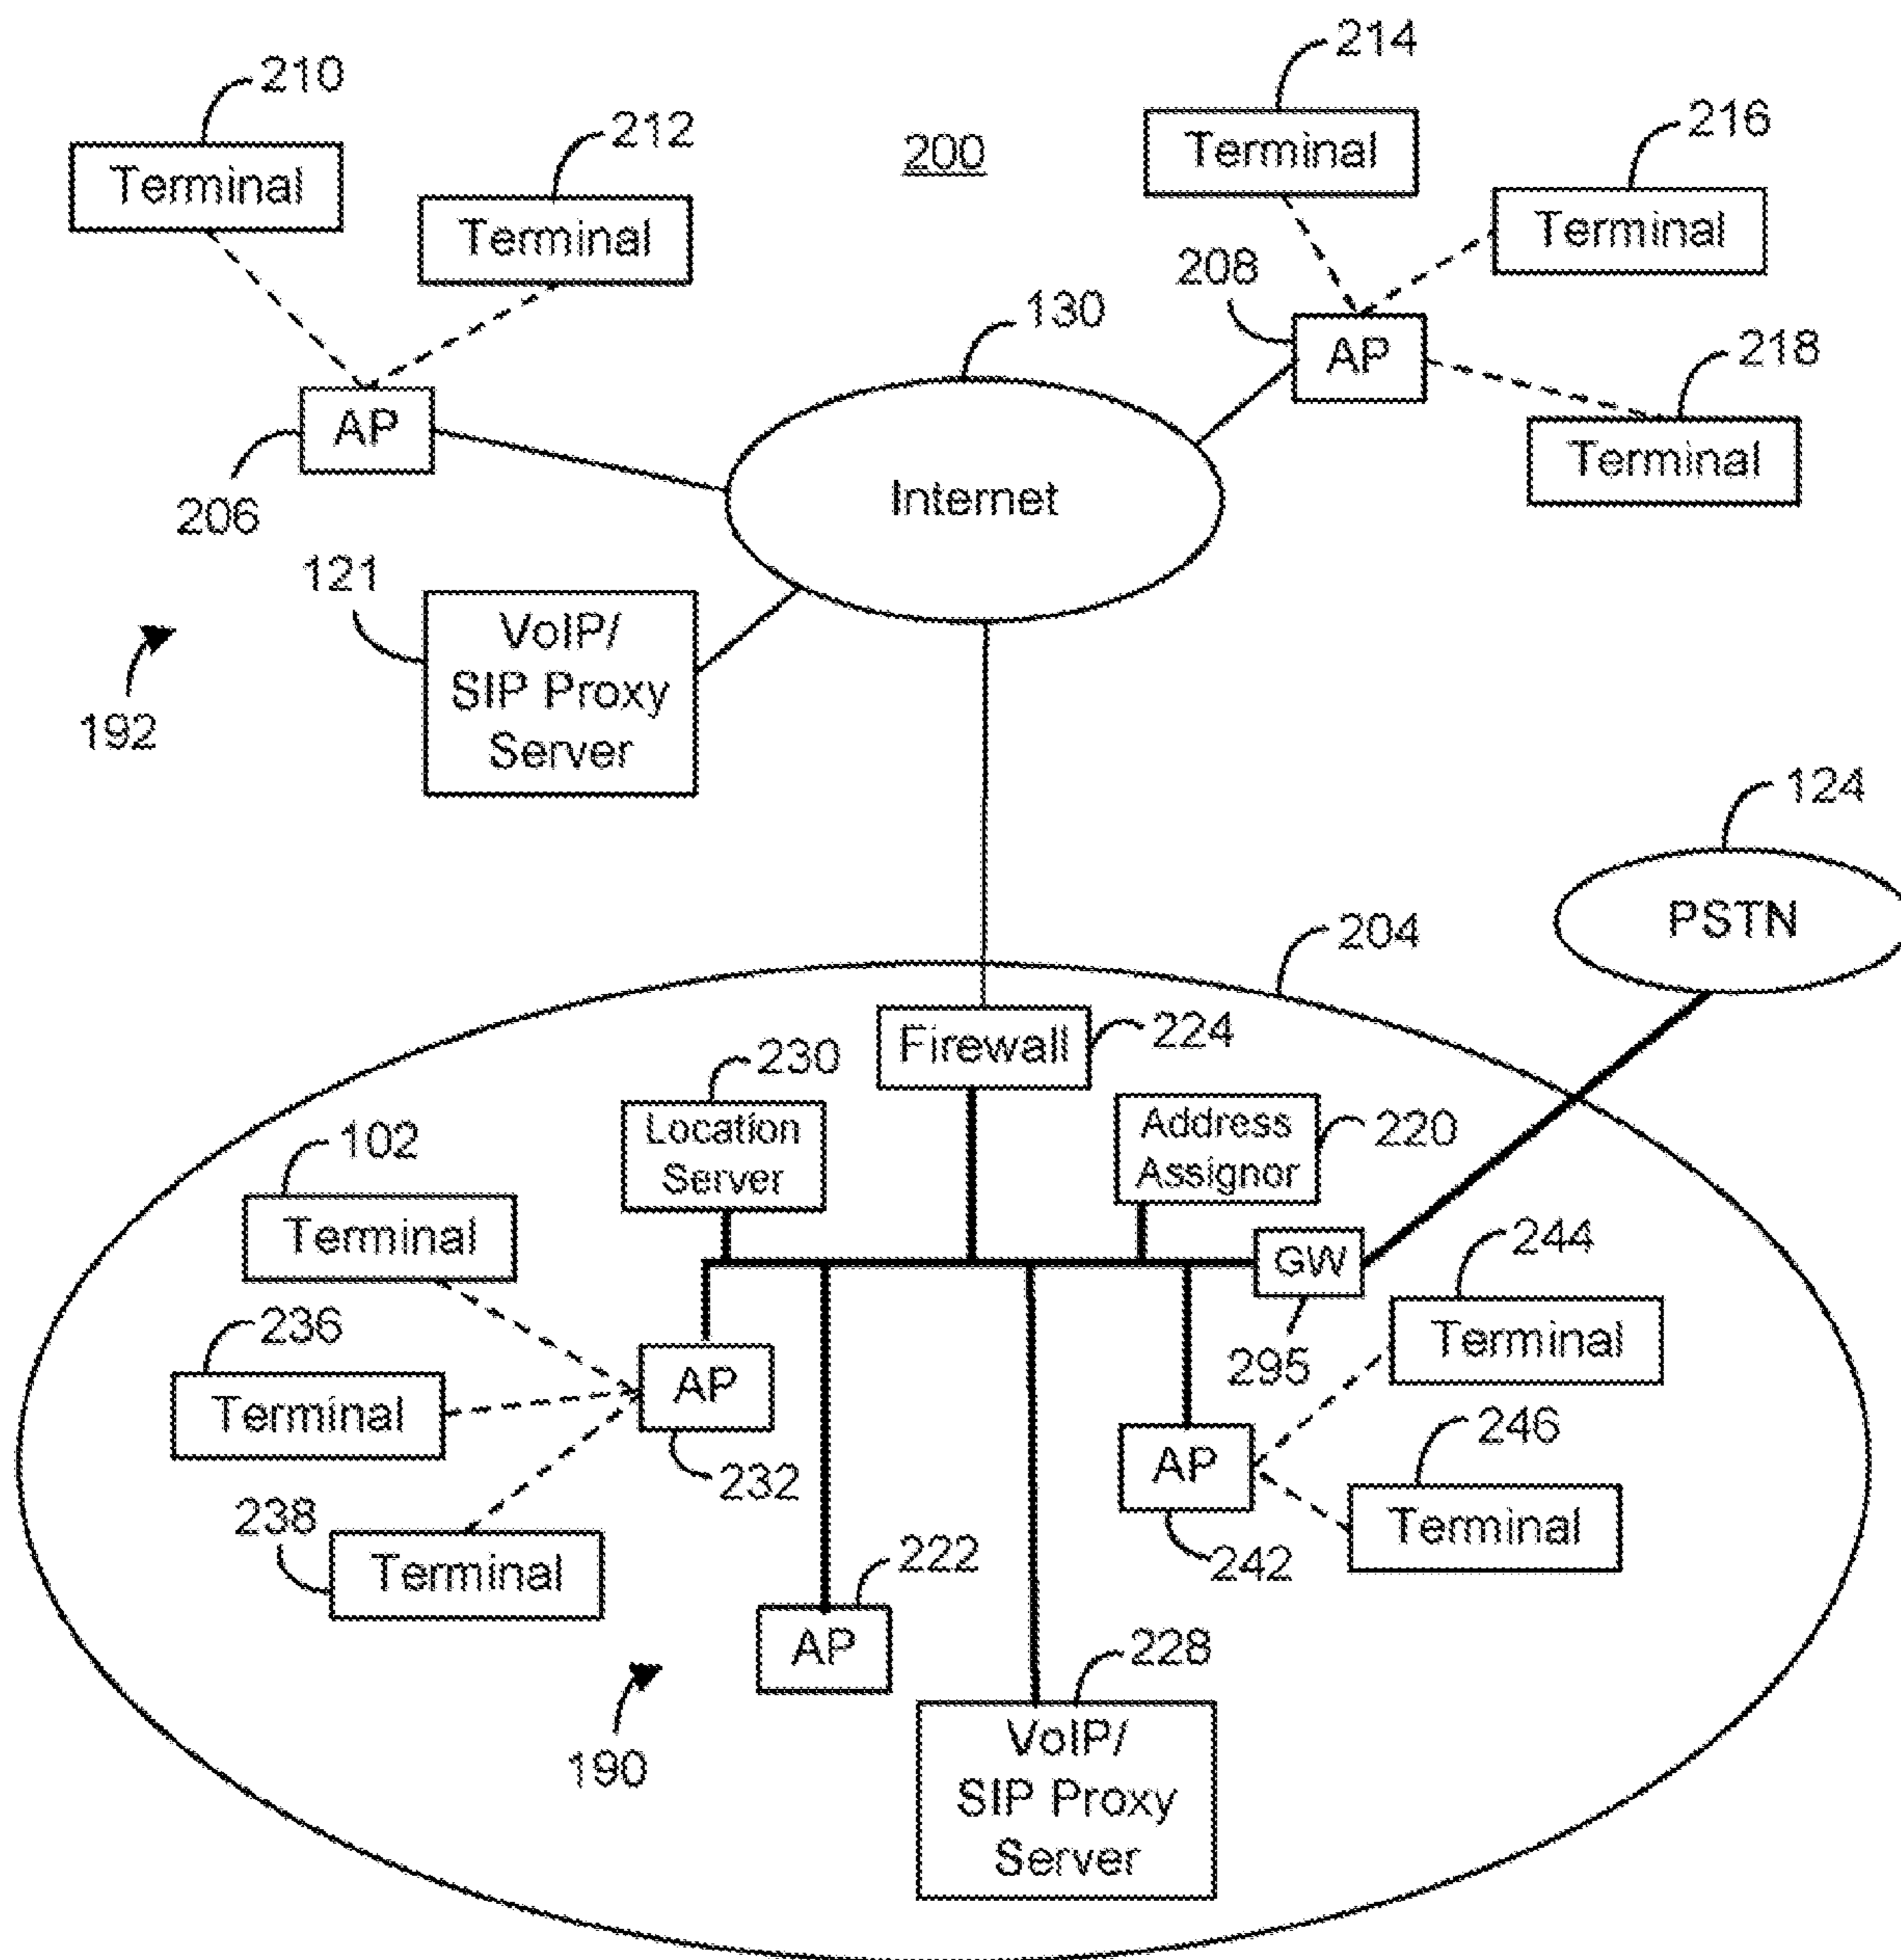 214
210
216
212
200
Terminal
Terminal
Terminal
Terminal
208
130
AP
218
AP
Terminal
Internet
206
121
VoIP/
SIP Proxy
Server
192
124
PSTN
204
Firewall
224
230
Location
Server
Address
Assignor
220
102
Terminal
GW
244
236
Terminal
295
AP
Terminal
246
232
AP
Terminal
238
Terminal
222
242
AP
228
190
VoIP/
SIP Proxy
Server